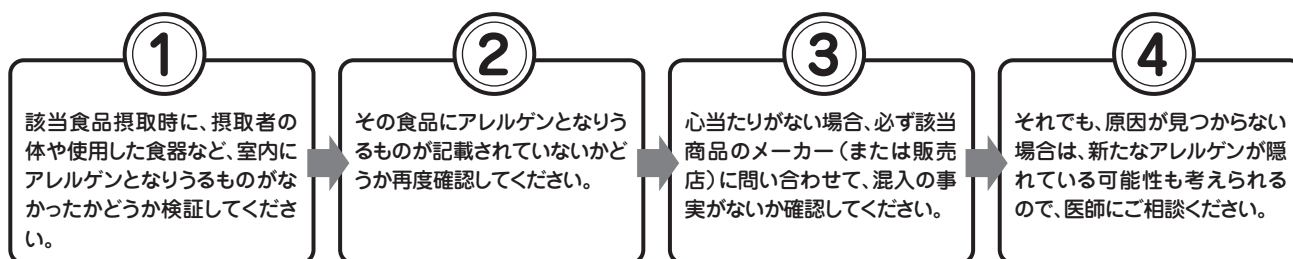 1
該当食品摂取時に、摂取者の
体や使用した食器など、室内に
アレルゲンとなりうるものがな
かったかどうか検証してくださ
い。
2
その食品にアレルゲンとなりう
るものが記載されていないかど
うか再度確認してください。
3
心当たりがない場合、必ず該当
商品のメーカー（または販売
店）に問い合わせて、混入の事
実がないか確認してください。
4
それでも、原因が見つからない
場合は、新たなアレルゲンが隠
れている可能性も考えられる
ので、医師にご相談ください。